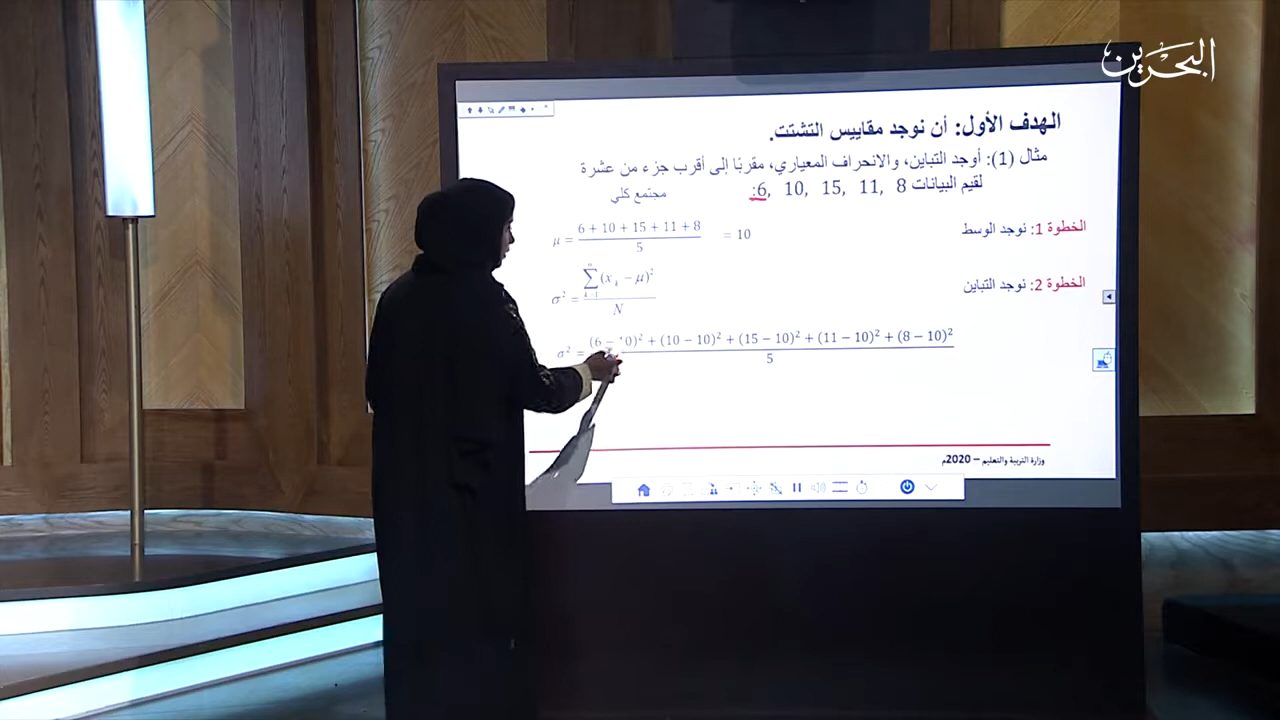 البحرين
الهدف الأول: أن نوجد مقاييس التشتت.
مثال (1): أوجد التباين، والانحراف المعياري، مقربًا إلى أقرب جزء من عشرة
لقيم البيانات 6, 10, 15, 11, 8:
مجتمع كلي
الخطوة 1: نوجد الوسط
μ = (6 + 10 + 15 + 11 + 8) / 5 = 10
الخطوة 2: نوجد التباين
σ² = ∑ₖ₌₁ⁿ (xₖ − μ)² / N
σ² = ((6 − 10)² + (10 − 10)² + (15 − 10)² + (11 − 10)² + (8 − 10)²) / 5
وزارة التربية والتعليم – 2020م